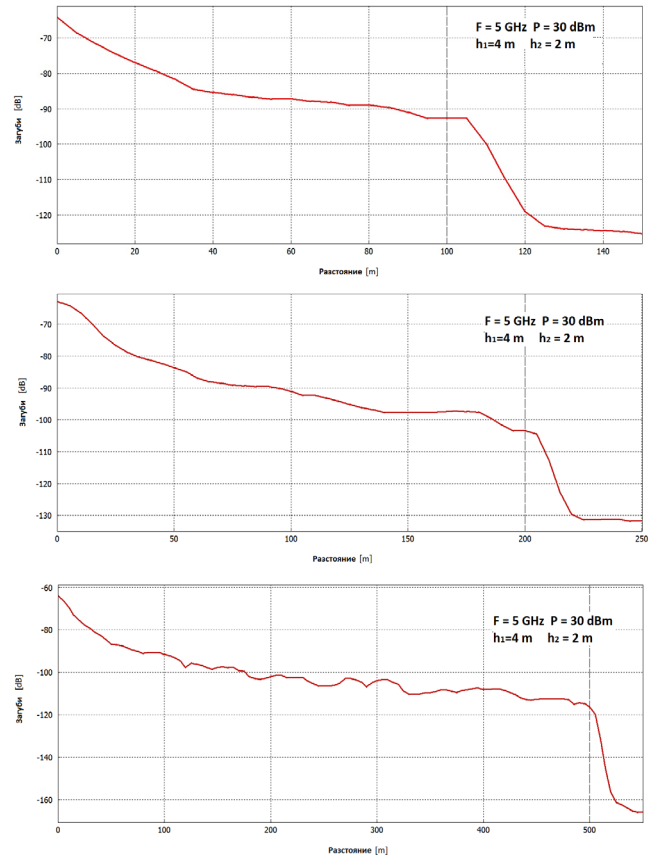 F = 5 GHz P = 30 dBm
h₁=4 m h₂ = 2 m
-70
-80
-90
-100
-110
-120
Загуби [dB]
0 20 40 60 80 100 120 140
Разстояние [m]
F = 5 GHz P = 30 dBm
h₁=4 m h₂ = 2 m
-70
-80
-90
-100
-110
-120
-130
Загуби [dB]
0 50 100 150 200 250
Разстояние [m]
F = 5 GHz P = 30 dBm
h₁=4 m h₂ = 2 m
-60
-80
-100
-120
-140
-160
Загуби [dB]
0 100 200 300 400 500
Разстояние [m]